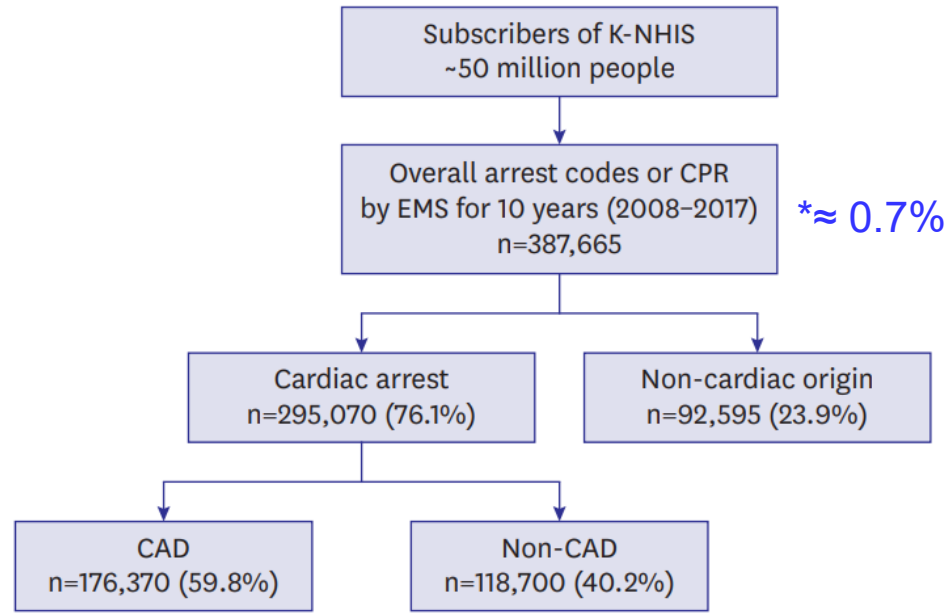 Subscribers of K-NHIS
~50 million people
Overall arrest codes or CPR
by EMS for 10 years (2008–2017)
n=387,665
*≈ 0.7%
Cardiac arrest
n=295,070 (76.1%)
Non-cardiac origin
n=92,595 (23.9%)
CAD
n=176,370 (59.8%)
Non-CAD
n=118,700 (40.2%)